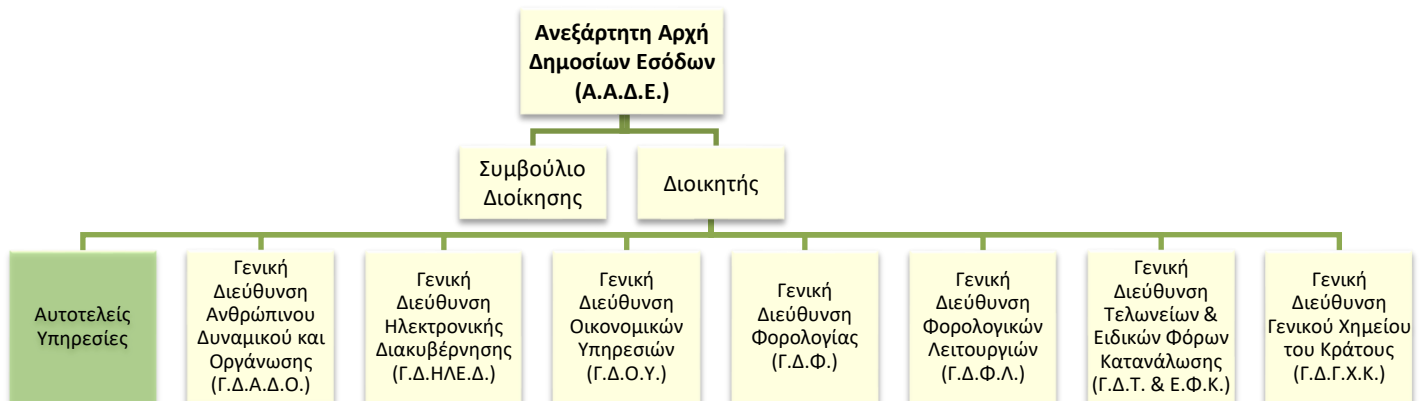 Ανεξάρτητη Αρχή
Δημοσίων Εσόδων
(Α.Α.Δ.Ε.)
Συμβούλιο
Διοίκησης
Διοικητής
Αυτοτελείς
Υπηρεσίες
Γενική
Διεύθυνση
Ανθρώπινου
Δυναμικού και
Οργάνωσης
(Γ.Δ.Α.Δ.Ο.)
Γενική
Διεύθυνση
Ηλεκτρονικής
Διακυβέρνησης
(Γ.Δ.ΗΛΕ.Δ.)
Γενική
Διεύθυνση
Οικονομικών
Υπηρεσιών
(Γ.Δ.Ο.Υ.)
Γενική
Διεύθυνση
Φορολογίας
(Γ.Δ.Φ.)
Γενική
Διεύθυνση
Φορολογικών
Λειτουργιών
(Γ.Δ.Φ.Λ.)
Γενική
Διεύθυνση
Τελωνείων &
Ειδικών Φόρων
Κατανάλωσης
(Γ.Δ.Τ. & Ε.Φ.Κ.)
Γενική
Διεύθυνση
Γενικού Χημείου
του Κράτους
(Γ.Δ.Γ.Χ.Κ.)